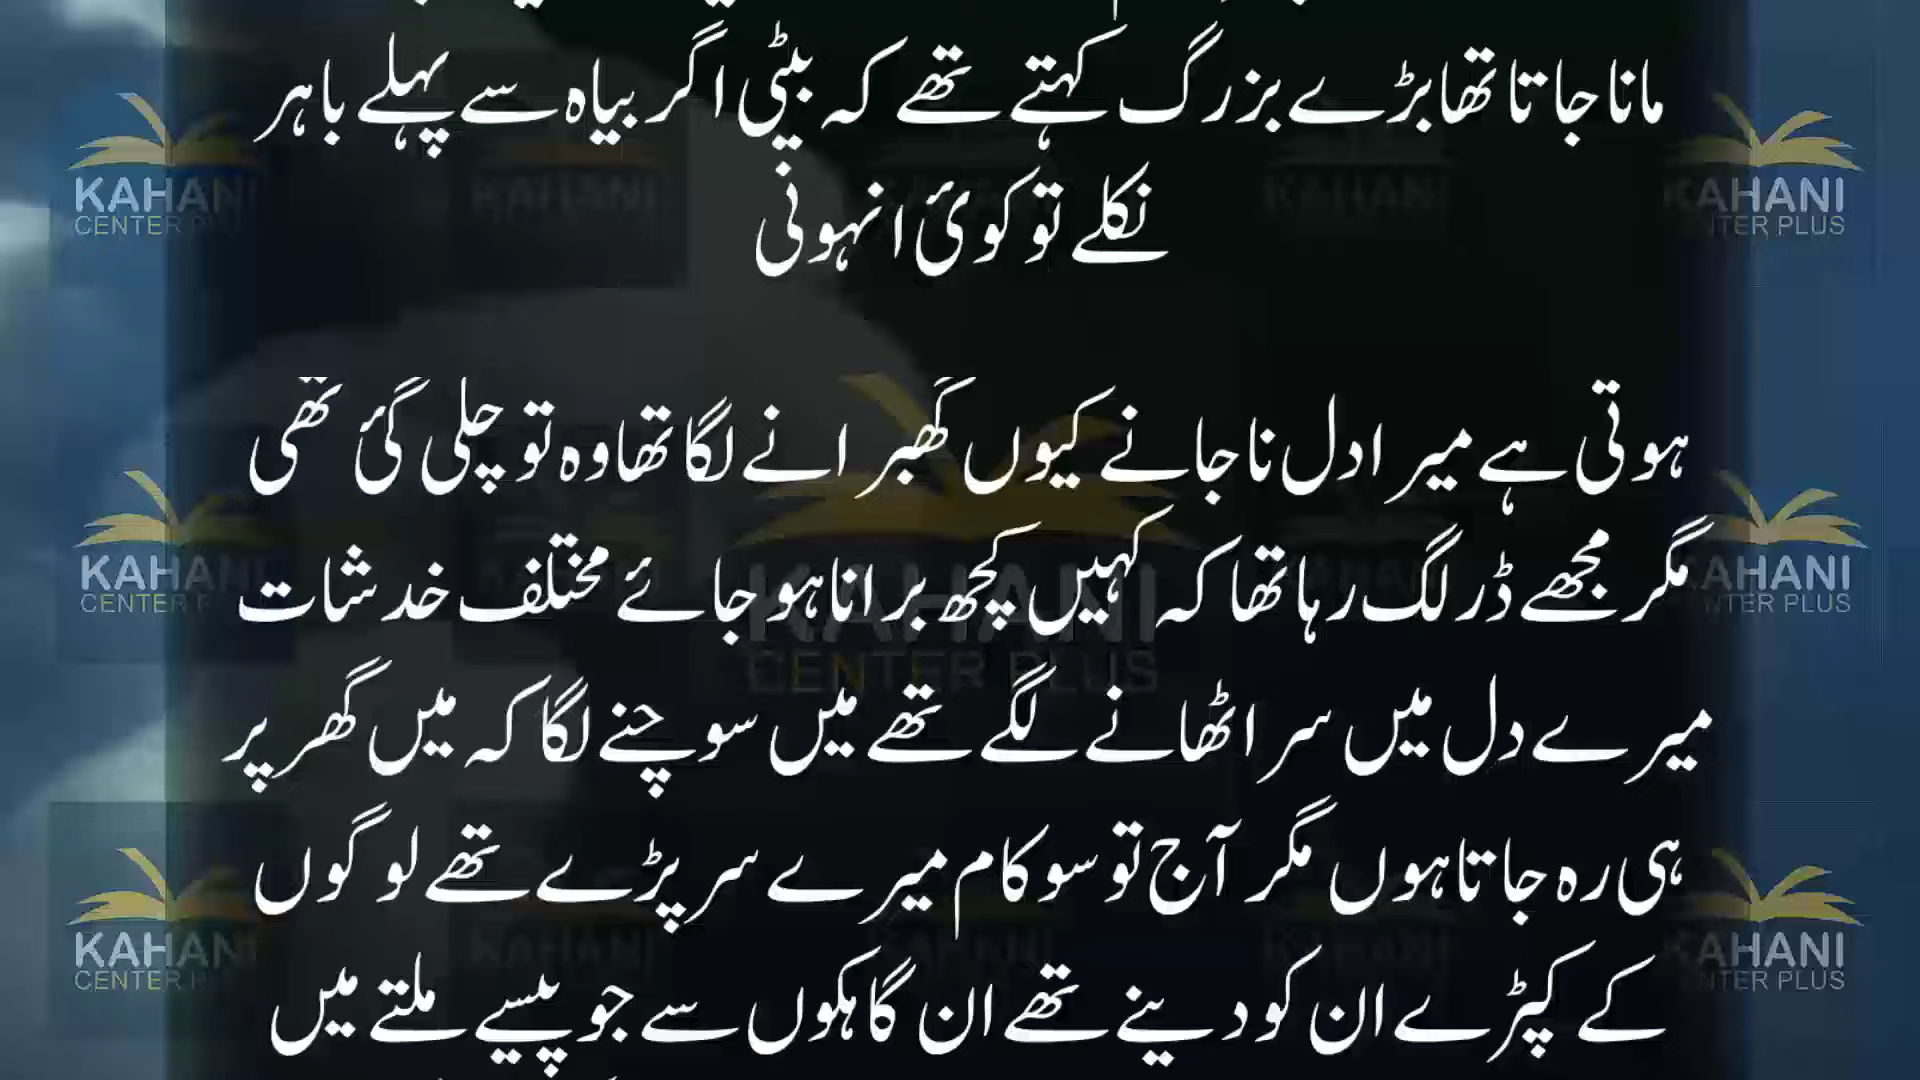 مانا جاتا تھا بڑے بزرگ کہتے تھے کہ بیٹی اگر بیاہ سے پہلے باہر
نکلے تو کوئ انہونی
ہوتی ہے میرا دل نا جانے کیوں گھبرانے لگا تھا وہ تو چلی گئ تھی
مگر مجھے ڈر لگ رہا تھا کہ کہیں کچھ برا نا ہو جائے مختلف خدشات
میرے دل میں سر اٹھانے لگے تھے میں سوچنے لگا کہ میں گھر پر
ہی رہ جاتا ہوں مگر آج تو سو کام میرے سر پڑے تھے لوگوں
کے کپڑے ان کو دینے تھے ان گاہکوں سے جو پیسے ملتے میں
KAHANI
CENTER PLUS